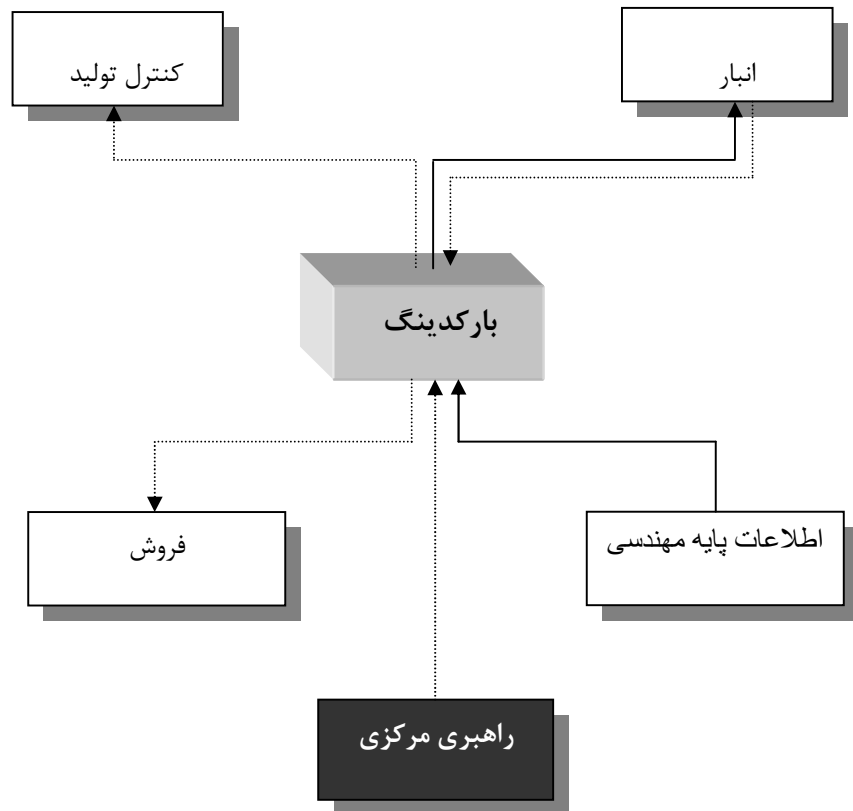 انبار
کنترل تولید
بارکدینگ
اطلاعات پایه مهندسی
فروش
راهبری مرکزی